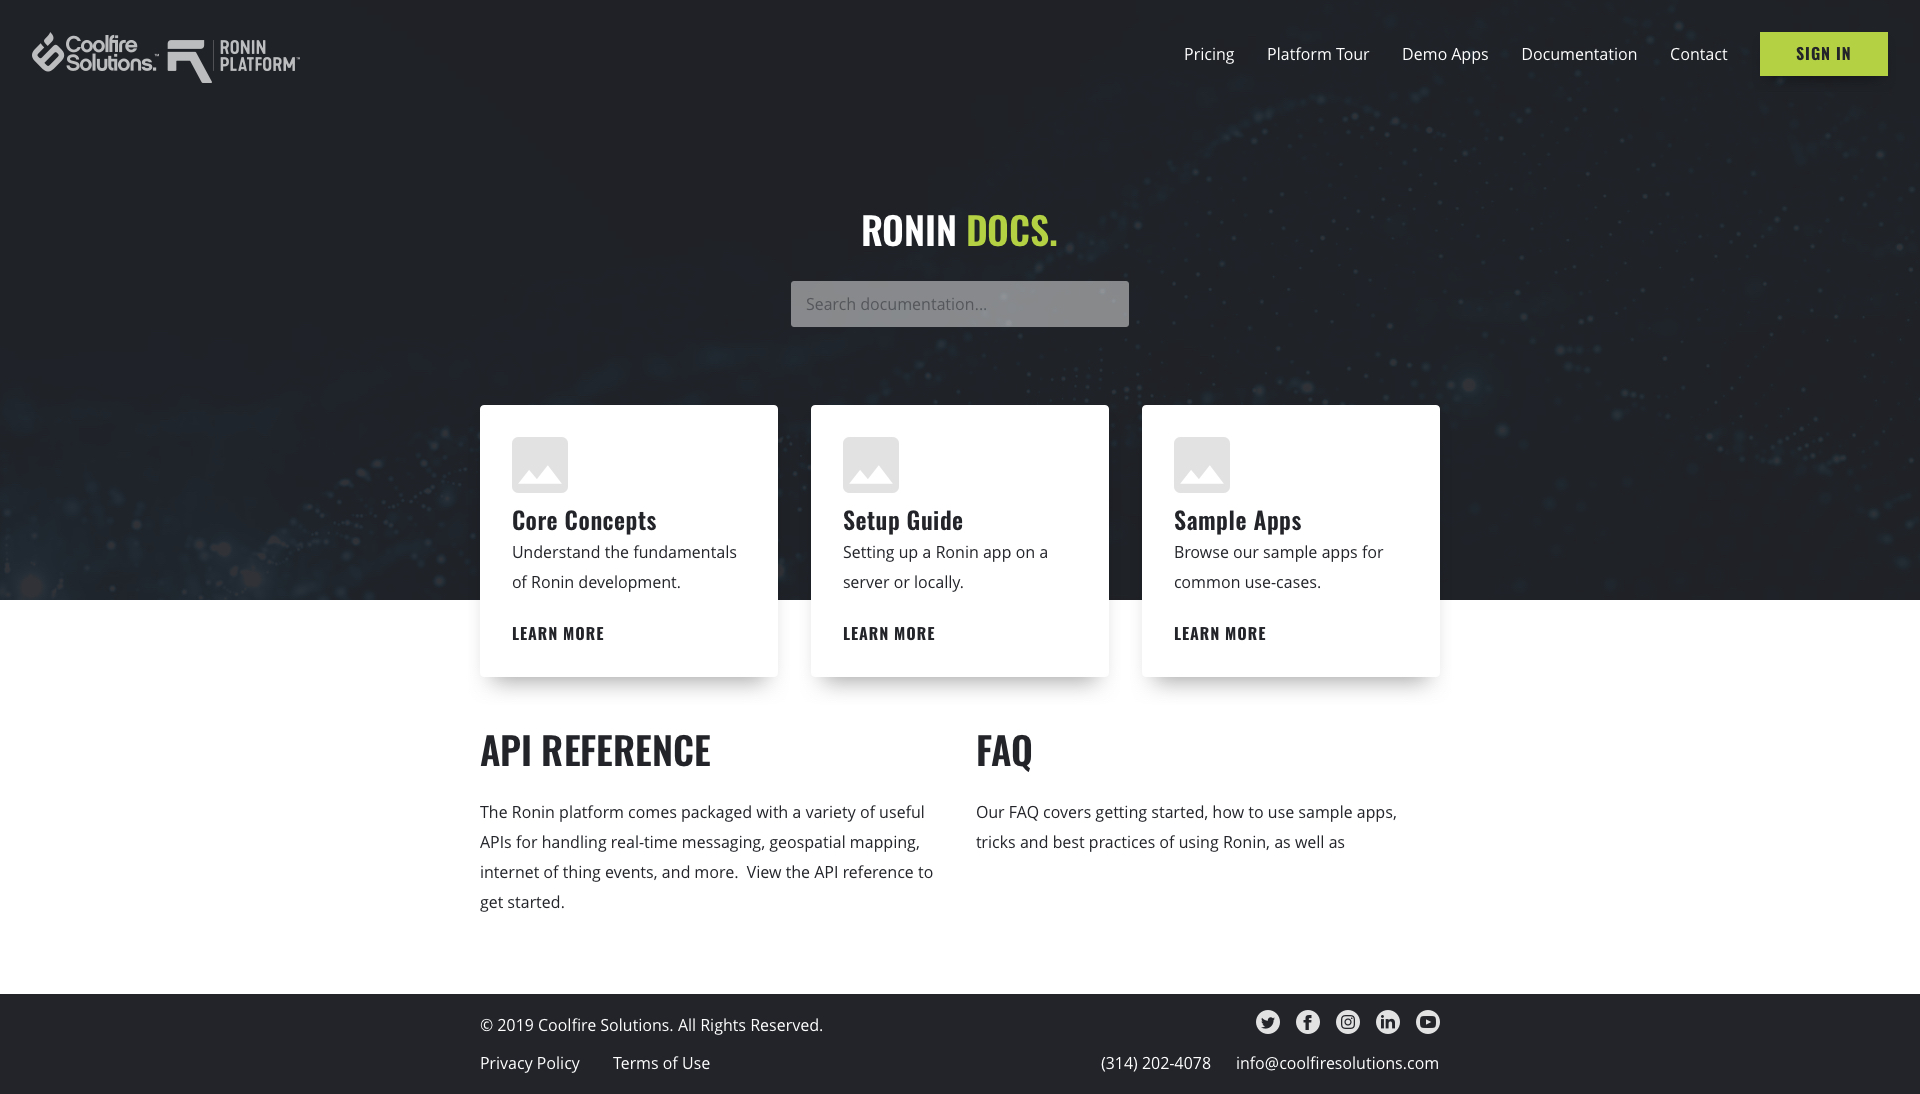 Coolfire
Solutions.™
RONIN
PLATFORM™
Pricing
Platform Tour
Demo Apps
Documentation
Contact
SIGN IN
RONIN DOCS.
Search documentation...
Core Concepts
Understand the fundamentals
of Ronin development.
LEARN MORE
Setup Guide
Setting up a Ronin app on a
server or locally.
LEARN MORE
Sample Apps
Browse our sample apps for
common use-cases.
LEARN MORE
API REFERENCE
The Ronin platform comes packaged with a variety of useful
APIs for handling real-time messaging, geospatial mapping,
internet of thing events, and more.  View the API reference to
get started.
FAQ
Our FAQ covers getting started, how to use sample apps,
tricks and best practices of using Ronin, as well as
© 2019 Coolfire Solutions. All Rights Reserved.
Privacy Policy
Terms of Use
(314) 202-4078
info@coolfiresolutions.com